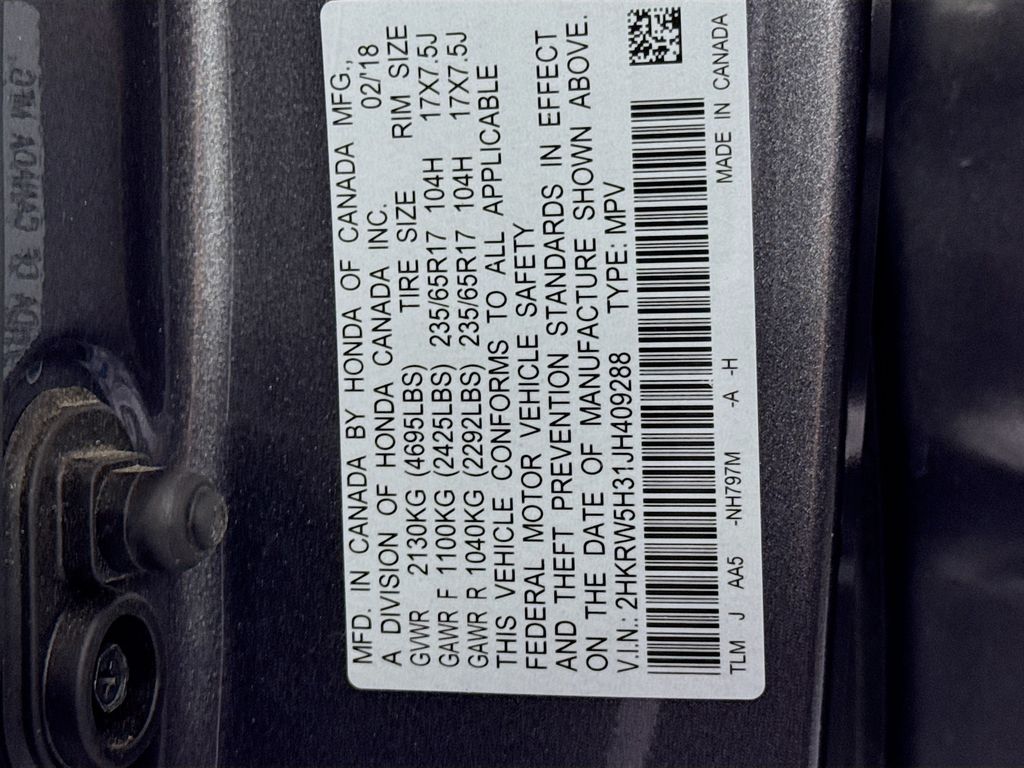 MFD. IN CANADA BY HONDA OF CANADA MFG.,
A DIVISION OF HONDA CANADA INC. 02/'18
GVWR 2130KG (4695LBS) TIRE SIZE RIM SIZE
GAWR F 1100KG (2425LBS) 235/65R17 104H 17X7.5J
GAWR R 1040KG (2292LBS) 235/65R17 104H 17X7.5J
THIS VEHICLE CONFORMS TO ALL APPLICABLE
FEDERAL MOTOR VEHICLE SAFETY
AND THEFT PREVENTION STANDARDS IN EFFECT
ON THE DATE OF MANUFACTURE SHOWN ABOVE.
V.I.N.: 2HKRW5H31JH409288 TYPE: MPV
TLM J AA5 -NH797M -A -H MADE IN CANADA